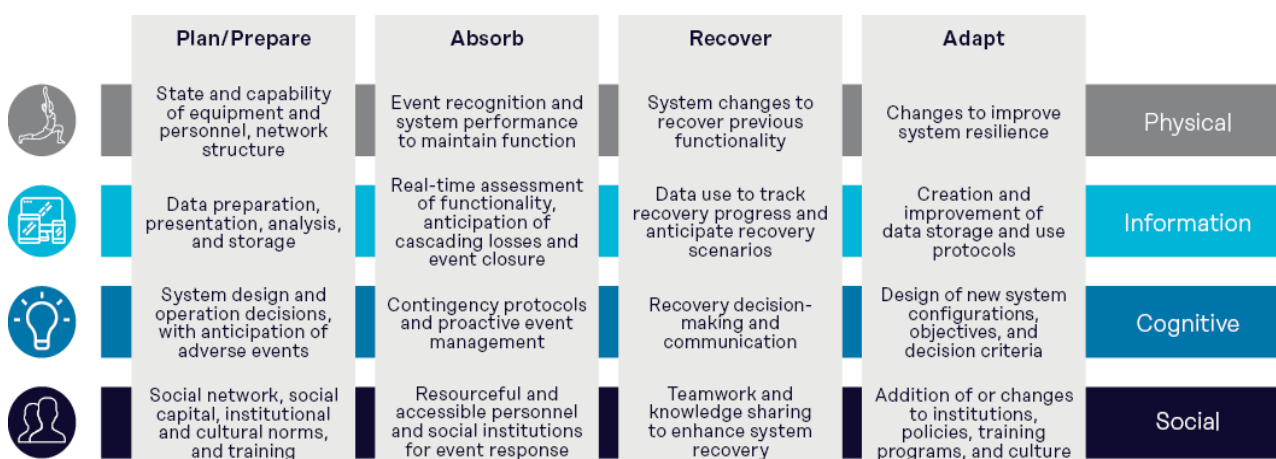 Plan/Prepare
Absorb
Recover
Adapt
State and capability
of equipment and
personnel, network
structure
Event recognition and
system performance
to maintain function
System changes to
recover previous
functionality
Changes to improve
system resilience
Physical
Data preparation,
presentation, analysis,
and storage
Real-time assessment
of functionality,
anticipation of
cascading losses and
event closure
Data use to track
recovery progress and
anticipate recovery
scenarios
Creation and
improvement of
data storage and use
protocols
Information
System design and
operation decisions,
with anticipation of
adverse events
Contingency protocols
and proactive event
management
Recovery decision-
making and
communication
Design of new system
configurations,
objectives, and
decision criteria
Cognitive
Social network, social
capital, institutional
and cultural norms,
and training
Resourceful and
accessible personnel
and social institutions
for event response
Teamwork and
knowledge sharing
to enhance system
recovery
Addition of or changes
to institutions,
policies, training
programs, and culture
Social